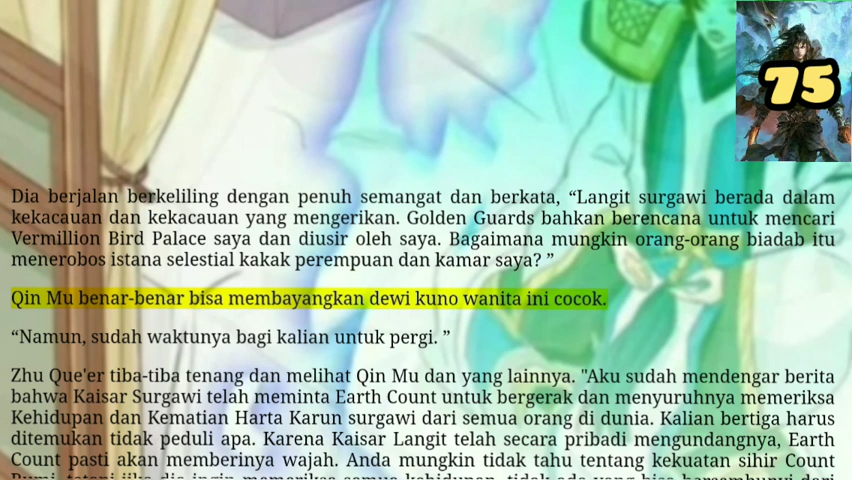 75
Dia berjalan berkeliling dengan penuh semangat dan berkata, “Langit surgawi berada dalam
kekacauan dan kekacauan yang mengerikan. Golden Guards bahkan berencana untuk mencari
Vermillion Bird Palace saya dan diusir oleh saya. Bagaimana mungkin orang-orang biadab itu
menerobos istana selestial kakak perempuan dan kamar saya? ”
Qin Mu benar-benar bisa membayangkan dewi kuno wanita ini cocok.
“Namun, sudah waktunya bagi kalian untuk pergi. ”
Zhu Que'er tiba-tiba tenang dan melihat Qin Mu dan yang lainnya. "Aku sudah mendengar berita
bahwa Kaisar Surgawi telah meminta Earth Count untuk bergerak dan menyuruhnya memeriksa
Kehidupan dan Kematian Harta Karun surgawi dari semua orang di dunia. Kalian bertiga harus
ditemukan tidak peduli apa. Karena Kaisar Langit telah secara pribadi mengundangnya, Earth
Count pasti akan memberinya wajah. Anda mungkin tidak tahu tentang kekuatan sihir Count